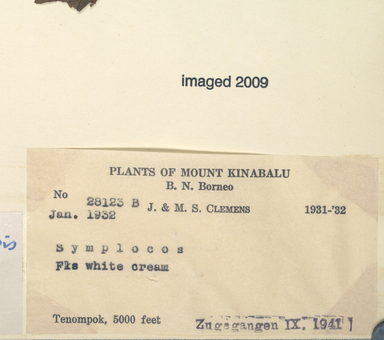 imaged 2009
PLANTS OF MOUNT KINABALU
B. N. Borneo
No 28123 B J. & M. S. CLEMENS 1931-'32
Jan. 1932
Symplocos
Fls white cream
Tenompok, 5000 feet Zugegangen IX. 1941